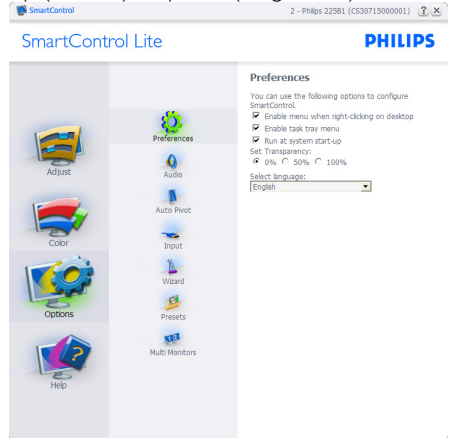 SmartControl
2 - Philips 225B1 (CS30715000001)
SmartControl Lite
PHILIPS
Adjust
Color
Options
Help
Preferences
Audio
Auto Pivot
Input
Wizard
Presets
Multi Monitors
Preferences
You can use the following options to configure
SmartControl.
Enable menu when right-clicking on desktop
Enable task tray menu
Run at system start-up
Set Transparency:
0% 50% 100%
Select language:
English